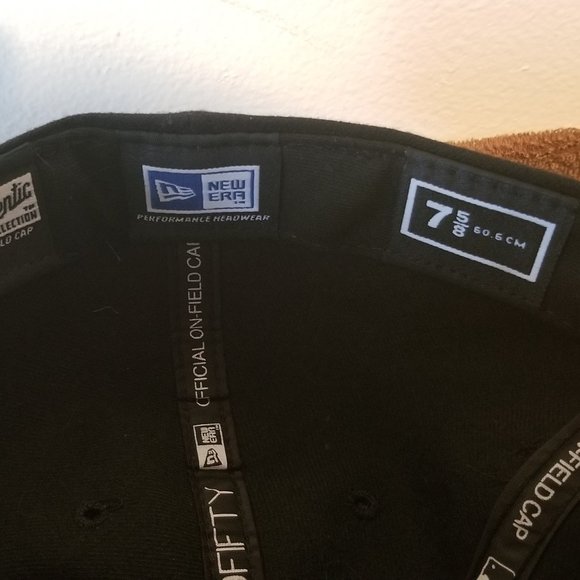 NEW
ERA
PERFORMANCE HEADWEAR
7 5/8 60.6 CM
OFFICIAL ON-FIELD CAP
NEW
ERA
FIFTY
-FIELD CAP